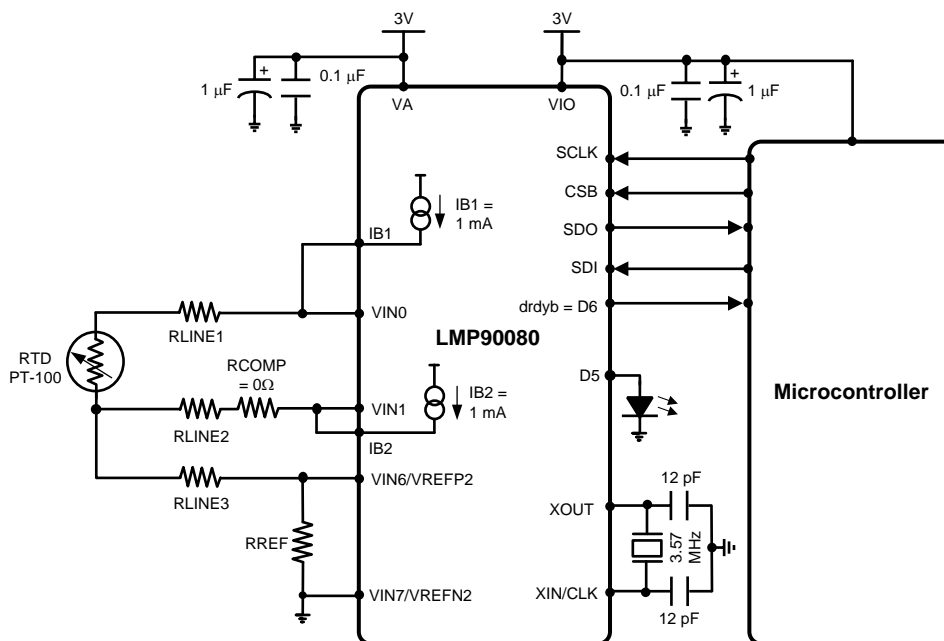 3V
3V
1 µF
+
0.1 µF
VA
VIO
0.1 µF
+
1 µF
SCLK
CSB
SDO
SDI
drdyb = D6
IB1 =
1 mA
IB1
VIN0
RLINE1
LMP90080
RTD
PT-100
RCOMP
= 0Ω
RLINE2
VIN1
IB2
IB2 =
1 mA
D5
Microcontroller
RLINE3
VIN6/VREFP2
RREF
VIN7/VREFN2
XOUT
12 pF
3.57
MHz
XIN/CLK
12 pF